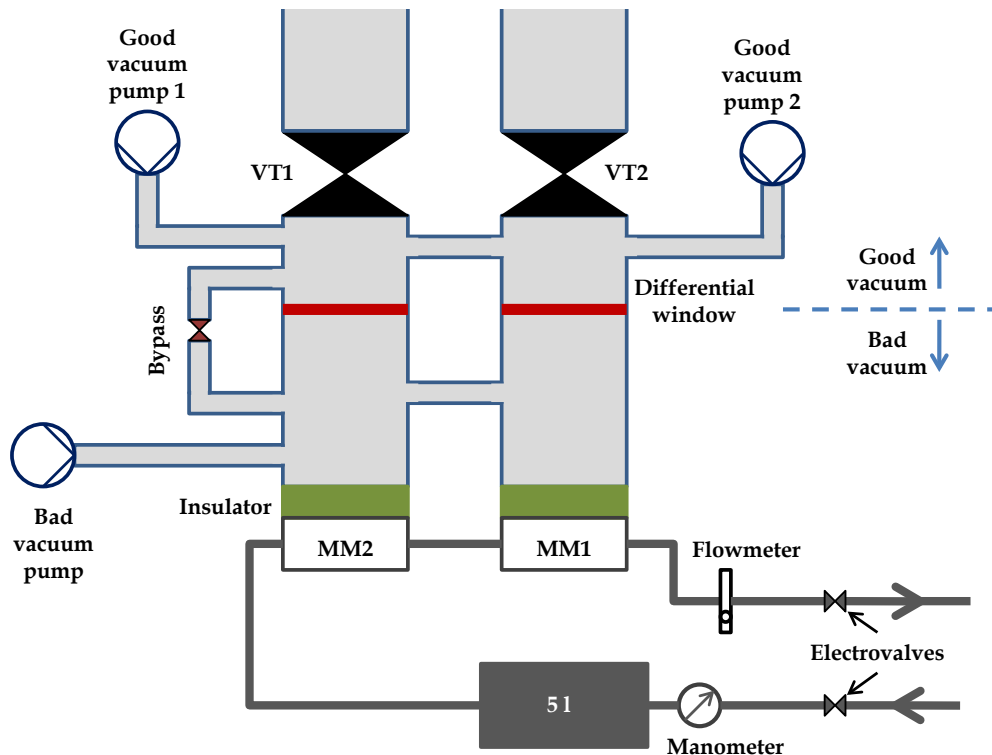 Good
vacuum
pump 1
Good
vacuum
pump 2
VT1
VT2
Good
vacuum
Differential
window
Bad
vacuum
Bypass
Insulator
Bad
vacuum
pump
MM2
MM1
Flowmeter
Electrovalves
5 l
Manometer